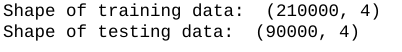 Shape of training data:  (210000, 4)
Shape of testing data:  (90000, 4)